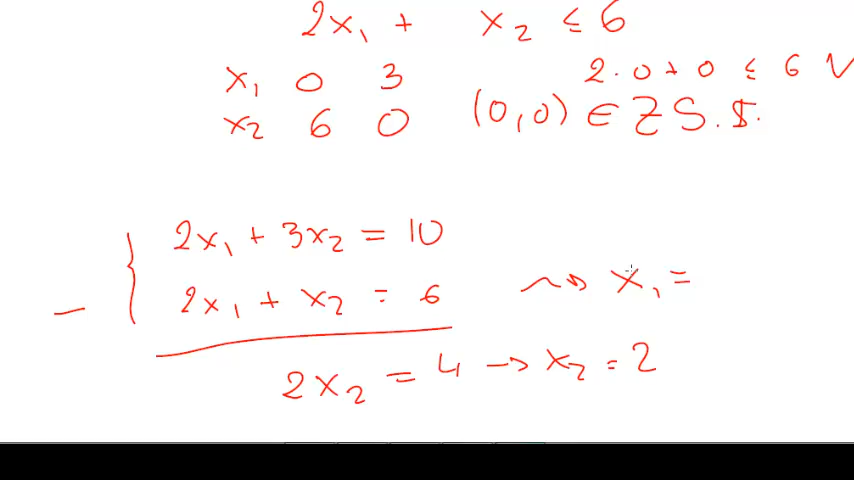 2x₁ + x₂ ≤ 6
x₁ 0 3 2·0+0 ≤ 6 V
x₂ 6 0 (0,0) ∈ Z S.S.
2x₁ + 3x₂ = 10
− { 2x₁ + x₂ = 6 ⇝ x₁ =
2x₂ = 4 → x₂ = 2